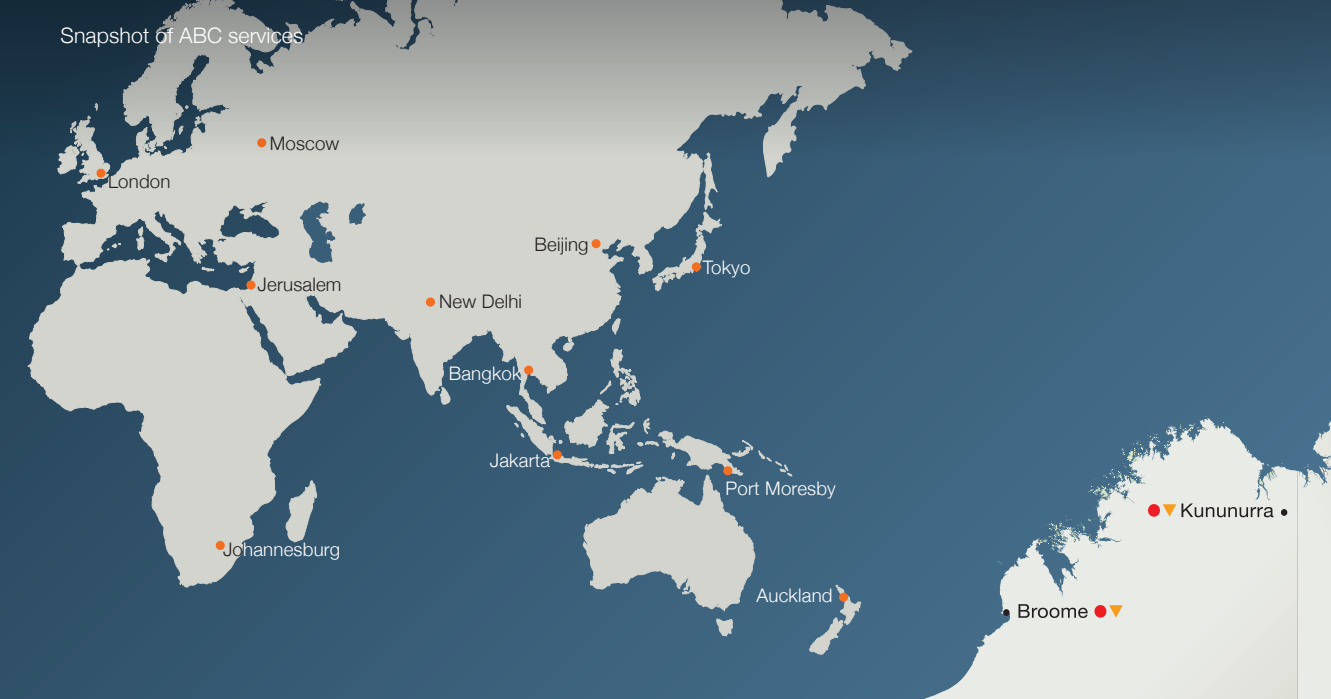 Snapshot of ABC services
Moscow
London
Beijing
Tokyo
Jerusalem
New Delhi
Bangkok
Jakarta
Port Moresby
Kununurra
Johannesburg
Auckland
Broome